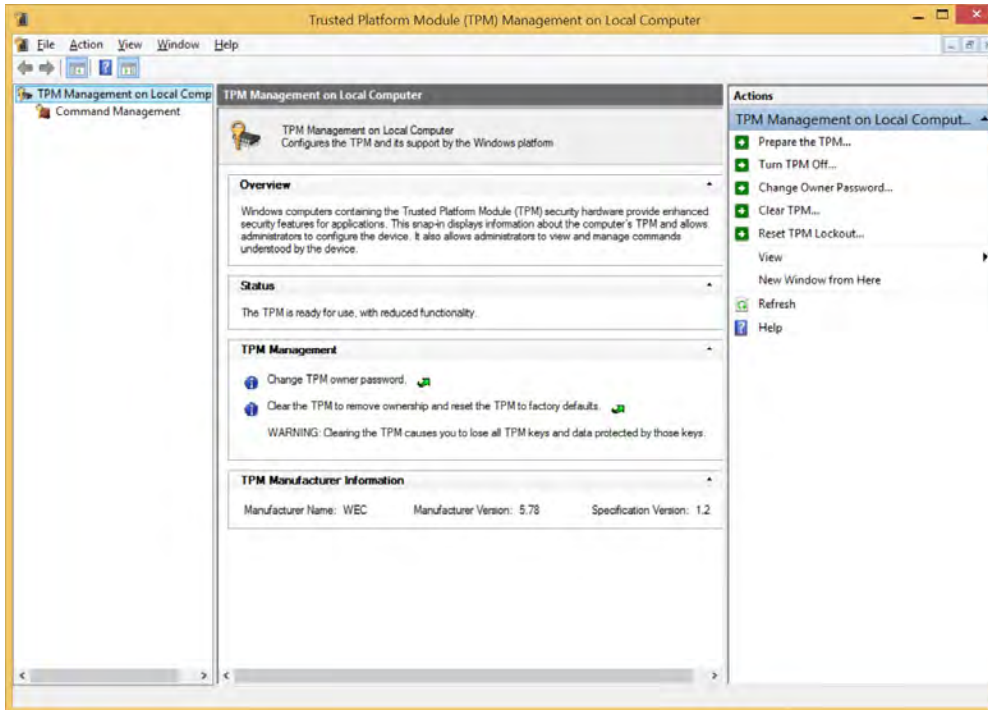 Trusted Platform Module (TPM) Management on Local Computer
File Action View Window Help
TPM Management on Local Comp
Command Management
TPM Management on Local Computer
TPM Management on Local Computer
Configures the TPM and its support by the Windows platform
Overview
Windows computers containing the Trusted Platform Module (TPM) security hardware provide enhanced
security features for applications. This snap-in displays information about the computer's TPM and allows
administrators to configure the device. It also allows administrators to view and manage commands
understood by the device.
Status
The TPM is ready for use, with reduced functionality.
TPM Management
Change TPM owner password.
Clear the TPM to remove ownership and reset the TPM to factory defaults.
WARNING: Clearing the TPM causes you to lose all TPM keys and data protected by those keys.
TPM Manufacturer Information
Manufacturer Name: WEC Manufacturer Version: 5.78 Specification Version: 1.2
Actions
TPM Management on Local Comput...
Prepare the TPM...
Turn TPM Off...
Change Owner Password...
Clear TPM...
Reset TPM Lockout...
View
New Window from Here
Refresh
Help